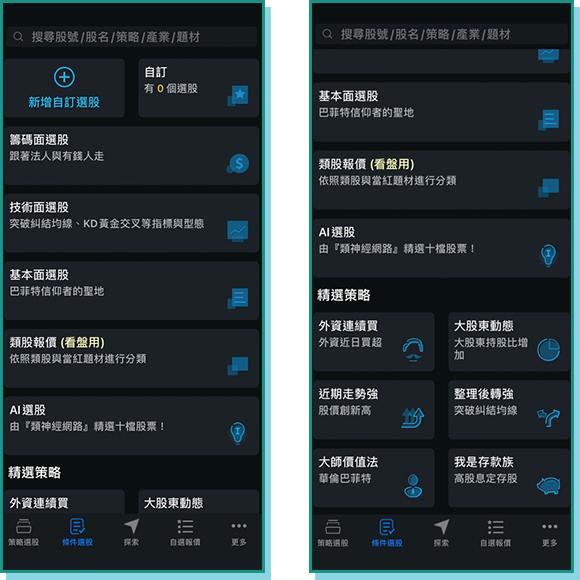 搜尋股號/股名/策略/產業/題材
新增自訂選股
自訂
有 0 個選股
籌碼面選股
跟著法人與有錢人走
技術面選股
突破糾結均線、KD黃金交叉等指標與型態
基本面選股
巴菲特信仰者的聖地
類股報價 (看盤用)
依照類股與當紅題材進行分類
AI選股
由『類神經網路』精選十檔股票！
精選策略
外資連續買
大股東動態
策略選股
條件選股
探索
自選報價
更多
搜尋股號/股名/策略/產業/題材
基本面選股
巴菲特信仰者的聖地
類股報價 (看盤用)
依照類股與當紅題材進行分類
AI選股
由『類神經網路』精選十檔股票！
精選策略
外資連續買
外資近日買超
大股東動態
大股東持股比增
加
近期走勢強
股價創新高
整理後轉強
突破糾結均線
大師價值法
華倫巴菲特
我是存款族
高股息定存股
策略選股
條件選股
探索
自選報價
更多